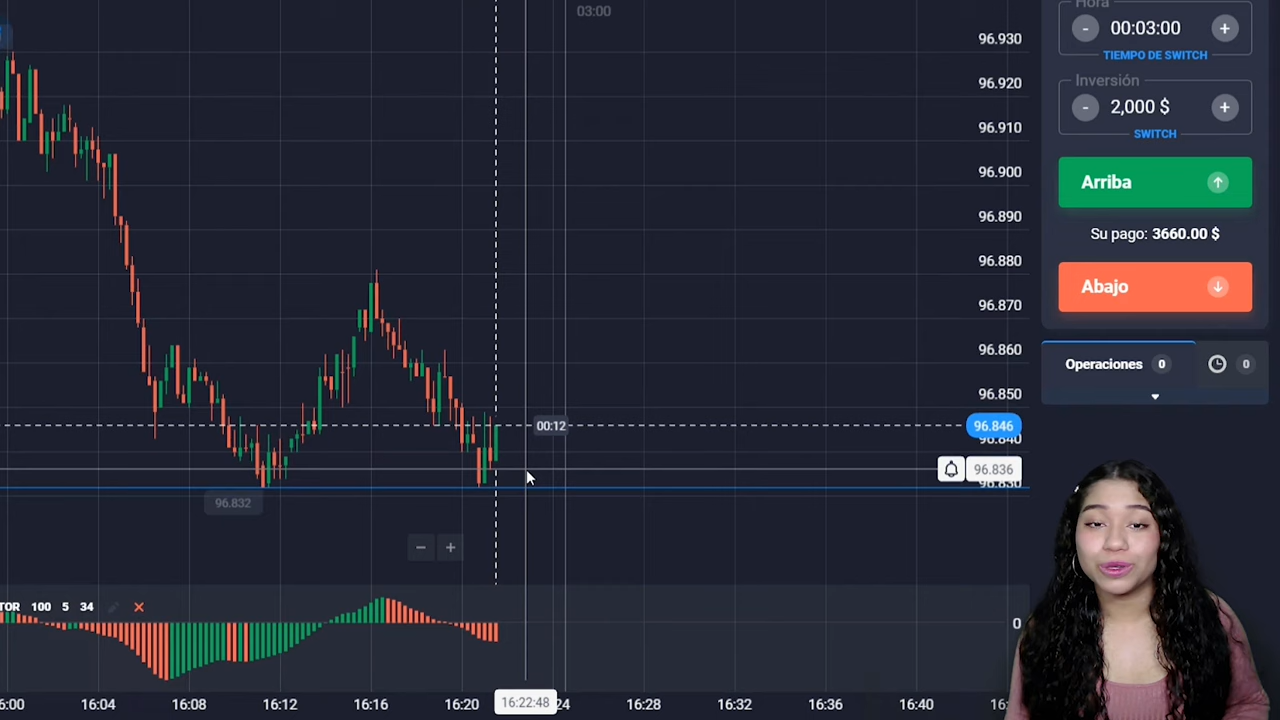 03:00
96.930
96.920
96.910
96.900
96.890
96.880
96.870
96.860
96.850
96.846
96.840
96.836
96.830
00:12
96.832
− +
TOR 100 5 34
0
16:04 16:08 16:12 16:16 16:20 16:22:48 24 16:28 16:32 16:36 16:40
Hora
- 00:03:00 +
TIEMPO DE SWITCH
Inversión
- 2,000 $ +
SWITCH
Arriba
Su pago: 3660.00 $
Abajo
Operaciones 0 0